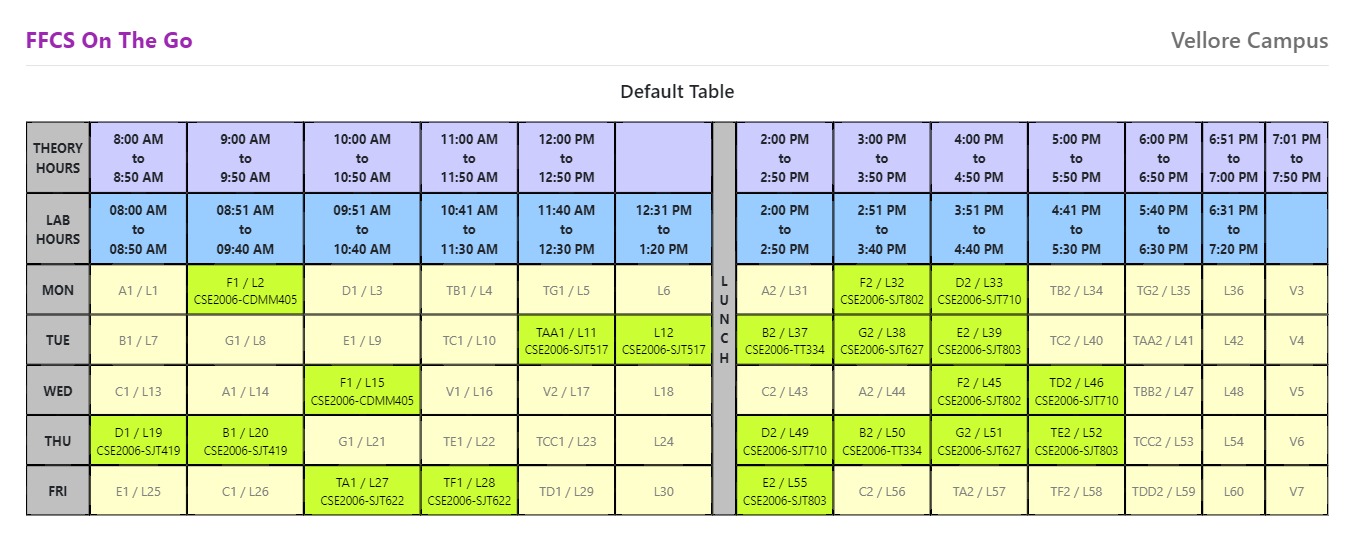 FFCS On The Go
Vellore Campus
Default Table
THEORY HOURS | 8:00 AM to 8:50 AM | 9:00 AM to 9:50 AM | 10:00 AM to 10:50 AM | 11:00 AM to 11:50 AM | 12:00 PM to 12:50 PM | | LUNCH | 2:00 PM to 2:50 PM | 3:00 PM to 3:50 PM | 4:00 PM to 4:50 PM | 5:00 PM to 5:50 PM | 6:00 PM to 6:50 PM | 6:51 PM to 7:00 PM | 7:01 PM to 7:50 PM
LAB HOURS | 08:00 AM to 08:50 AM | 08:51 AM to 09:40 AM | 09:51 AM to 10:40 AM | 10:41 AM to 11:30 AM | 11:40 AM to 12:30 PM | 12:31 PM to 1:20 PM | 2:00 PM to 2:50 PM | 2:51 PM to 3:40 PM | 3:51 PM to 4:40 PM | 4:41 PM to 5:30 PM | 5:40 PM to 6:30 PM | 6:31 PM to 7:20 PM
MON | A1 / L1 | F1 / L2 CSE2006-CDMM405 | D1 / L3 | TB1 / L4 | TG1 / L5 | L6 | A2 / L31 | F2 / L32 CSE2006-SJT802 | D2 / L33 CSE2006-SJT710 | TB2 / L34 | TG2 / L35 | L36 | V3
TUE | B1 / L7 | G1 / L8 | E1 / L9 | TC1 / L10 | TAA1 / L11 CSE2006-SJT517 | L12 CSE2006-SJT517 | B2 / L37 CSE2006-TT334 | G2 / L38 CSE2006-SJT627 | E2 / L39 CSE2006-SJT803 | TC2 / L40 | TAA2 / L41 | L42 | V4
WED | C1 / L13 | A1 / L14 | F1 / L15 CSE2006-CDMM405 | V1 / L16 | V2 / L17 | L18 | C2 / L43 | A2 / L44 | F2 / L45 CSE2006-SJT802 | TD2 / L46 CSE2006-SJT710 | TBB2 / L47 | L48 | V5
THU | D1 / L19 CSE2006-SJT419 | B1 / L20 CSE2006-SJT419 | G1 / L21 | TE1 / L22 | TCC1 / L23 | L24 | D2 / L49 CSE2006-SJT710 | B2 / L50 CSE2006-TT334 | G2 / L51 CSE2006-SJT627 | TE2 / L52 CSE2006-SJT803 | TCC2 / L53 | L54 | V6
FRI | E1 / L25 | C1 / L26 | TA1 / L27 CSE2006-SJT622 | TF1 / L28 CSE2006-SJT622 | TD1 / L29 | L30 | E2 / L55 CSE2006-SJT803 | C2 / L56 | TA2 / L57 | TF2 / L58 | TDD2 / L59 | L60 | V7